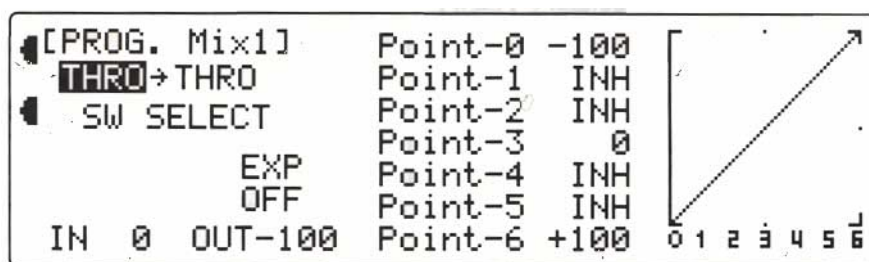 [PROG. Mix1]
THRO→THRO
SW SELECT
EXP
OFF
IN 0 OUT-100
Point-0 -100
Point-1 INH
Point-2 INH
Point-3 0
Point-4 INH
Point-5 INH
Point-6 +100
0 1 2 3 4 5 6